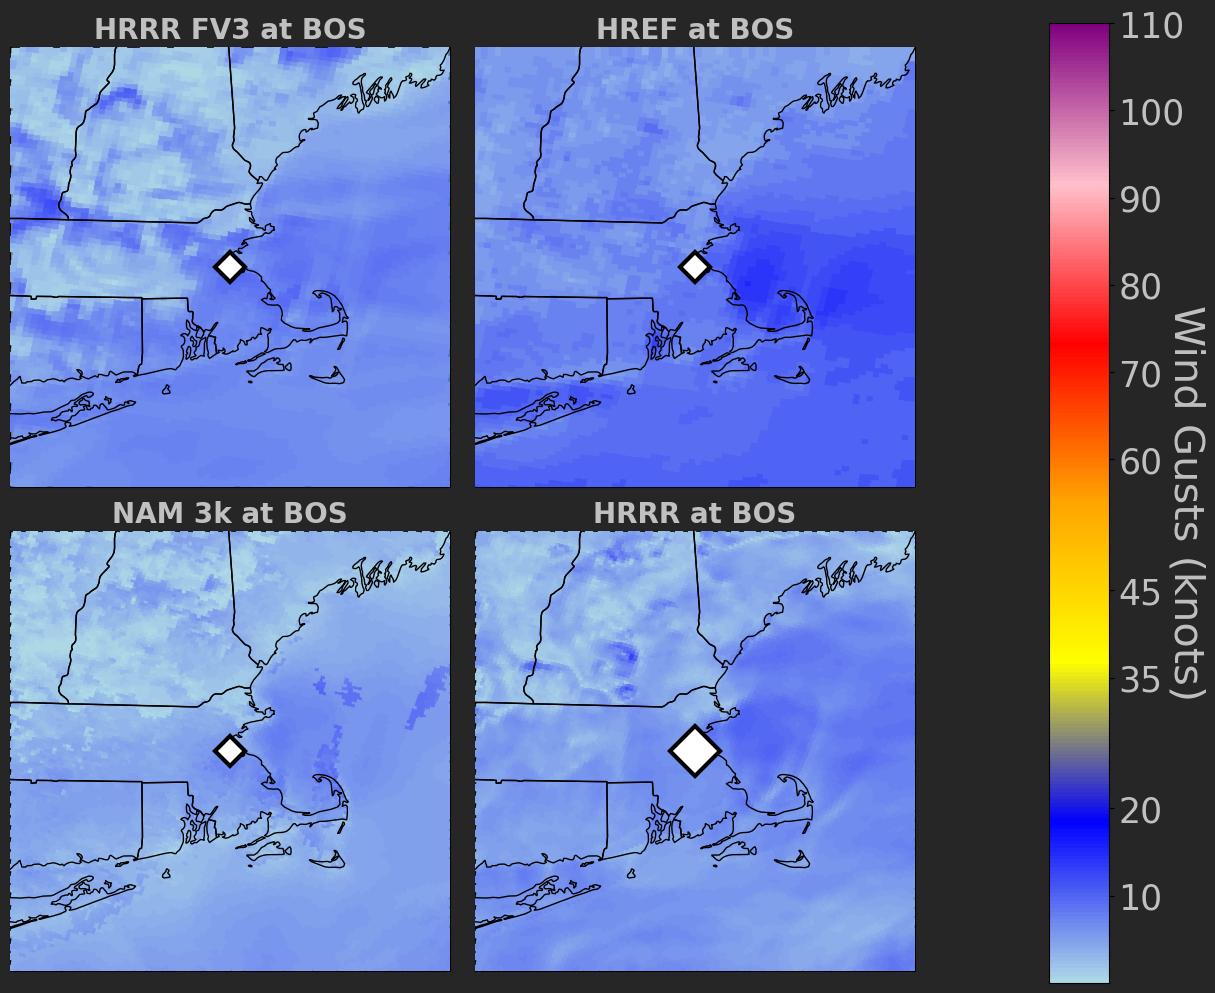 HRRR FV3 at BOS
HREF at BOS
NAM 3k at BOS
HRRR at BOS
110
100
90
80
70
60
45
35
20
10
Wind Gusts (knots)